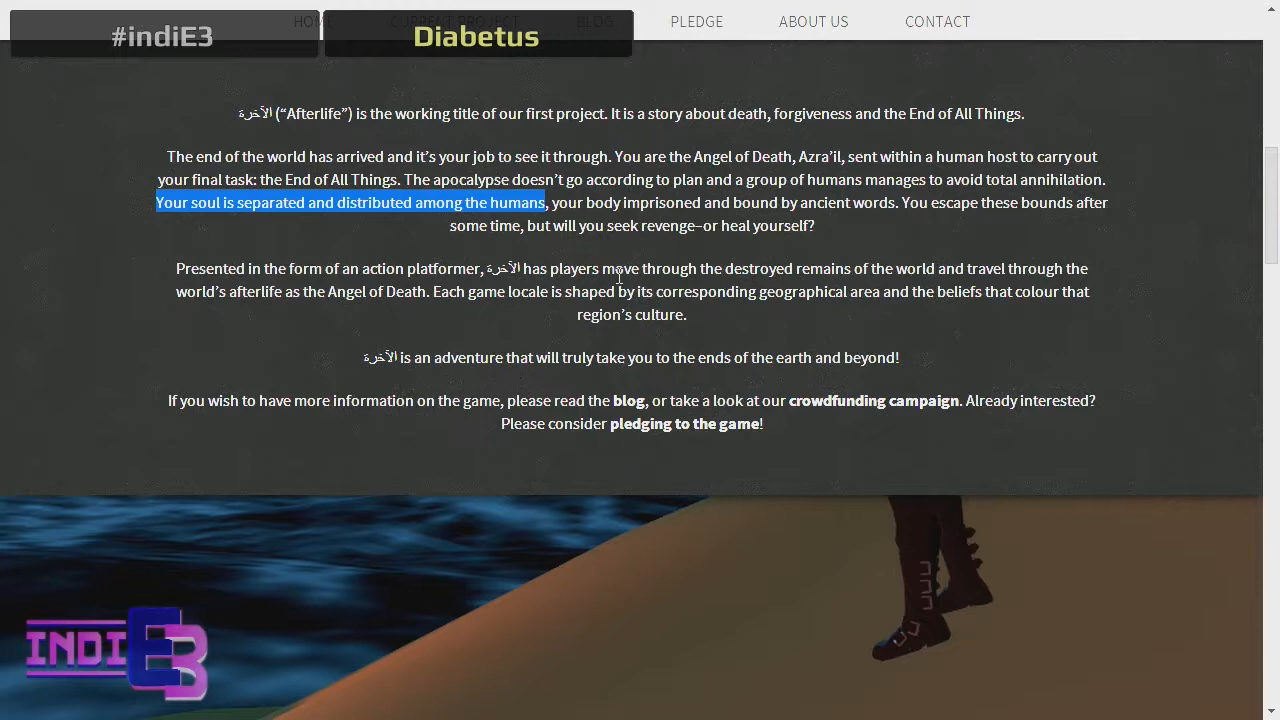 HOME CURRENT PROJECT BLOG PLEDGE ABOUT US CONTACT
#indiE3 Diabetus
الآخرة (“Afterlife”) is the working title of our first project. It is a story about death, forgiveness and the End of All Things.
The end of the world has arrived and it’s your job to see it through. You are the Angel of Death, Azra’il, sent within a human host to carry out
your final task: the End of All Things. The apocalypse doesn’t go according to plan and a group of humans manages to avoid total annihilation.
Your soul is separated and distributed among the humans, your body imprisoned and bound by ancient words. You escape these bounds after
some time, but will you seek revenge–or heal yourself?
Presented in the form of an action platformer, الآخرة has players move through the destroyed remains of the world and travel through the
world’s afterlife as the Angel of Death. Each game locale is shaped by its corresponding geographical area and the beliefs that colour that
region’s culture.
الآخرة is an adventure that will truly take you to the ends of the earth and beyond!
If you wish to have more information on the game, please read the blog, or take a look at our crowdfunding campaign. Already interested?
Please consider pledging to the game!
INDIE3